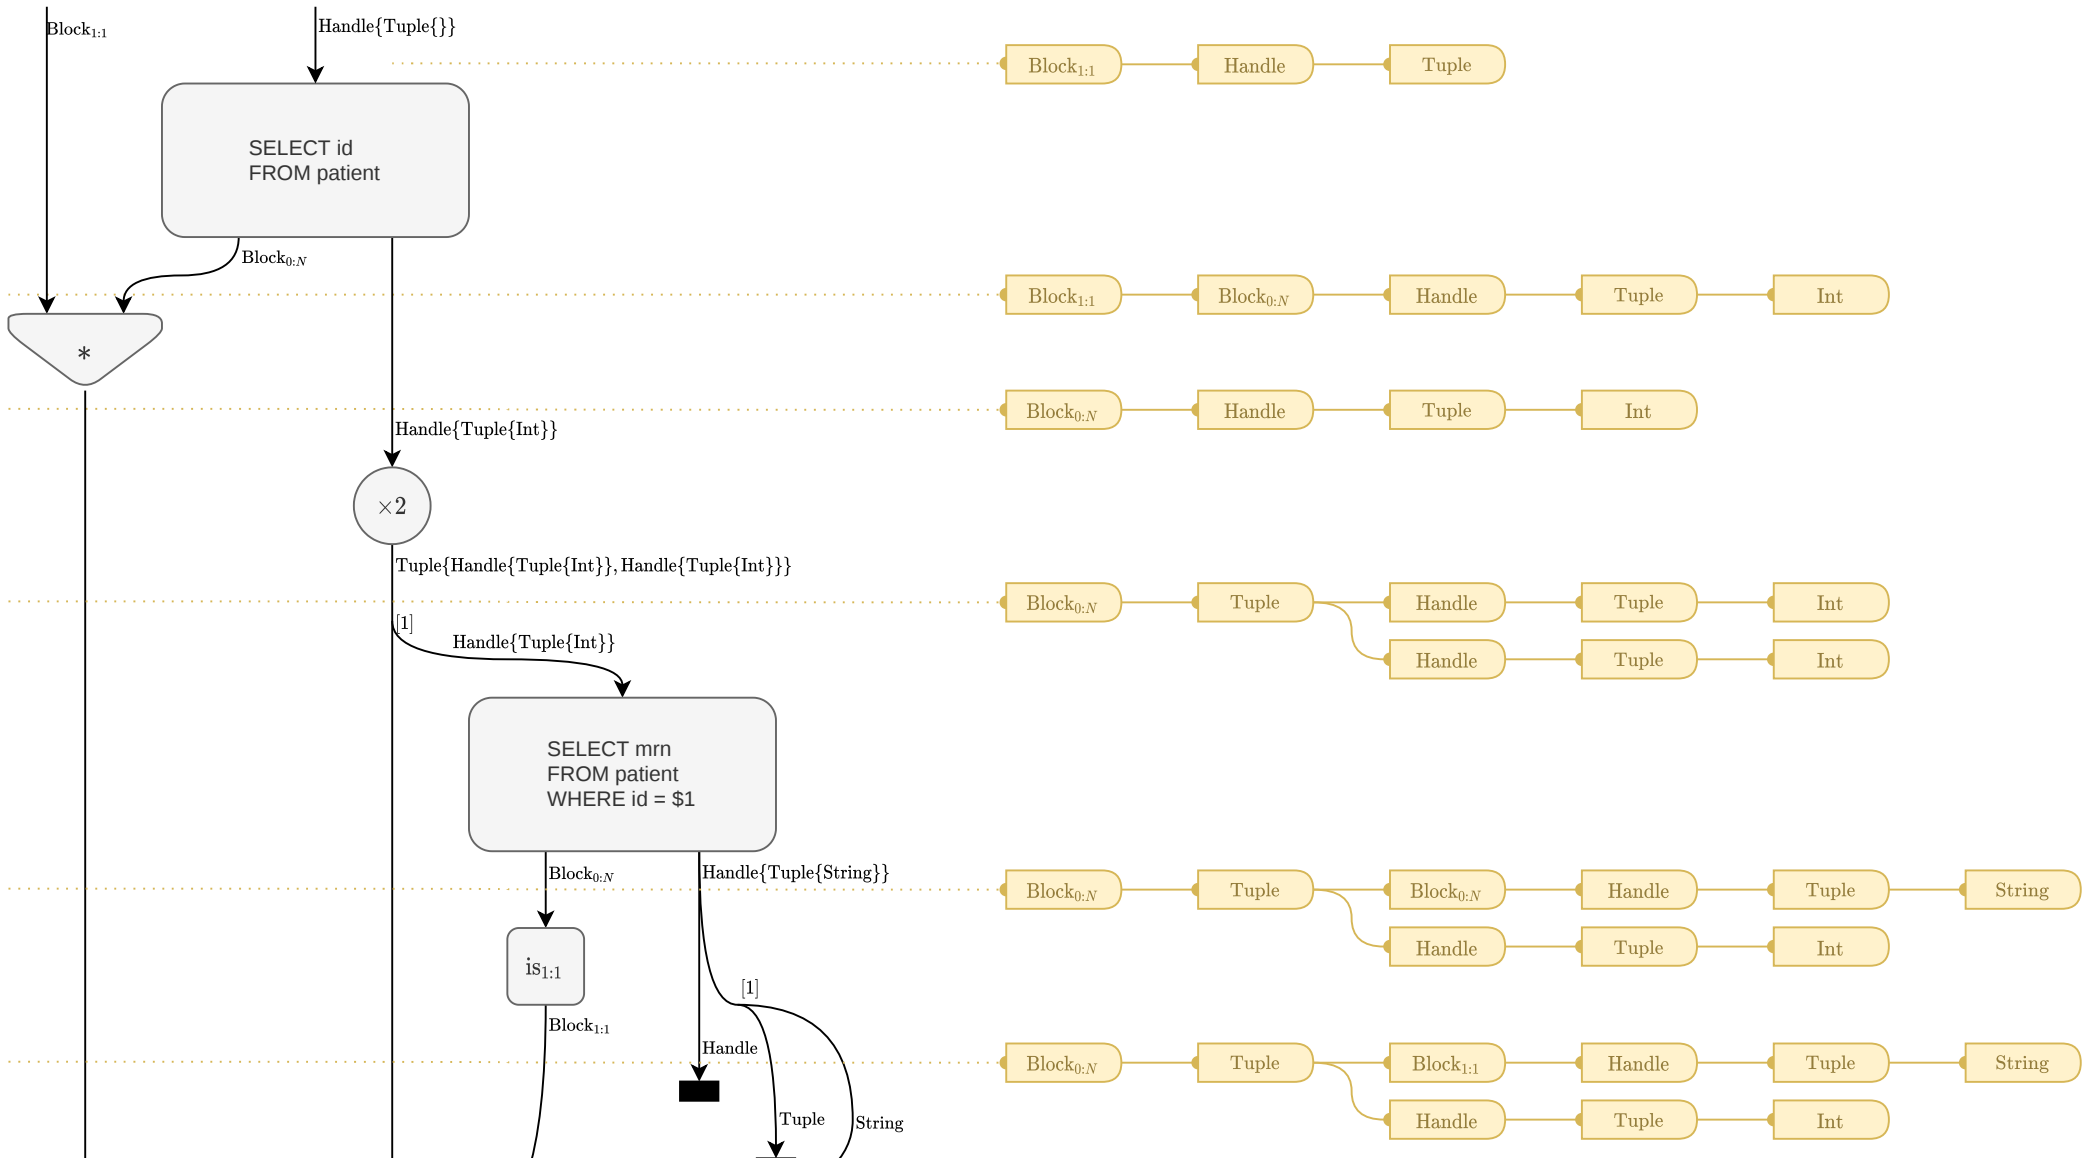 Block1:1
Handle{Tuple{}}
Block1:1 Handle Tuple
SELECT id
FROM patient
Block0:N
Block1:1 Block0:N Handle Tuple Int
*
Block0:N Handle Tuple Int
Handle{Tuple{Int}}
×2
Tuple{Handle{Tuple{Int}}, Handle{Tuple{Int}}}
Block0:N Tuple Handle Tuple Int
[1]
Handle{Tuple{Int}}
Handle Tuple Int
SELECT mrn
FROM patient
WHERE id = $1
Block0:N
Handle{Tuple{String}}
Block0:N Tuple Block0:N Handle Tuple String
Handle Tuple Int
is1:1
[1]
Block1:1
Handle
Block0:N Tuple Block1:1 Handle Tuple String
Tuple
String
Handle Tuple Int